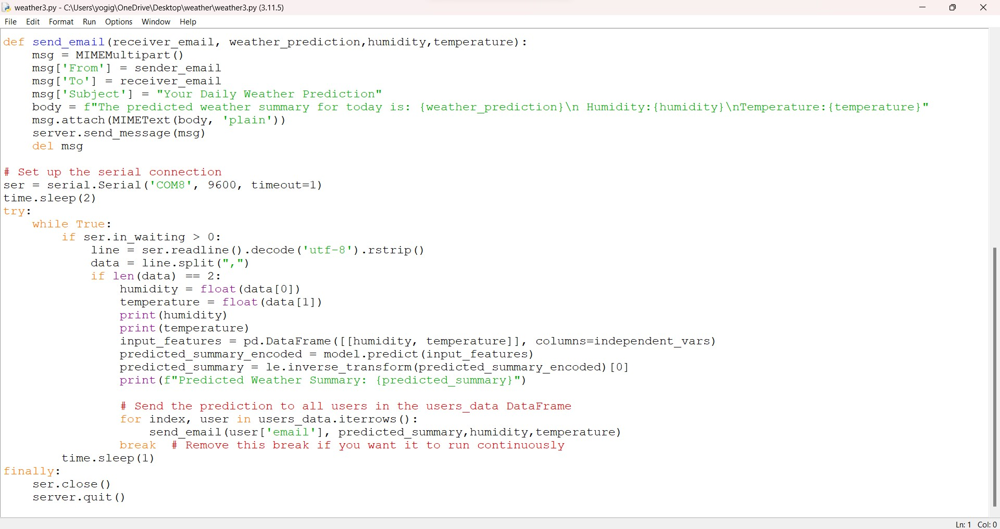 weather3.py - C:\Users\yogig\OneDrive\Desktop\weather\weather3.py (3.11.5)
File Edit Format Run Options Window Help
def send_email(receiver_email, weather_prediction,humidity,temperature):
    msg = MIMEMultipart()
    msg['From'] = sender_email
    msg['To'] = receiver_email
    msg['Subject'] = "Your Daily Weather Prediction"
    body = f"The predicted weather summary for today is: {weather_prediction}\n Humidity:{humidity}\nTemperature:{temperature}"
    msg.attach(MIMEText(body, 'plain'))
    server.send_message(msg)
    del msg

# Set up the serial connection
ser = serial.Serial('COM8', 9600, timeout=1)
time.sleep(2)
try:
    while True:
        if ser.in_waiting > 0:
            line = ser.readline().decode('utf-8').rstrip()
            data = line.split(",")
            if len(data) == 2:
                humidity = float(data[0])
                temperature = float(data[1])
                print(humidity)
                print(temperature)
                input_features = pd.DataFrame([[humidity, temperature]], columns=independent_vars)
                predicted_summary_encoded = model.predict(input_features)
                predicted_summary = le.inverse_transform(predicted_summary_encoded)[0]
                print(f"Predicted Weather Summary: {predicted_summary}")

                # Send the prediction to all users in the users_data DataFrame
                for index, user in users_data.iterrows():
                    send_email(user['email'], predicted_summary,humidity,temperature)
                break  # Remove this break if you want it to run continuously
        time.sleep(1)
finally:
    ser.close()
    server.quit()
Ln: 1 Col: 0